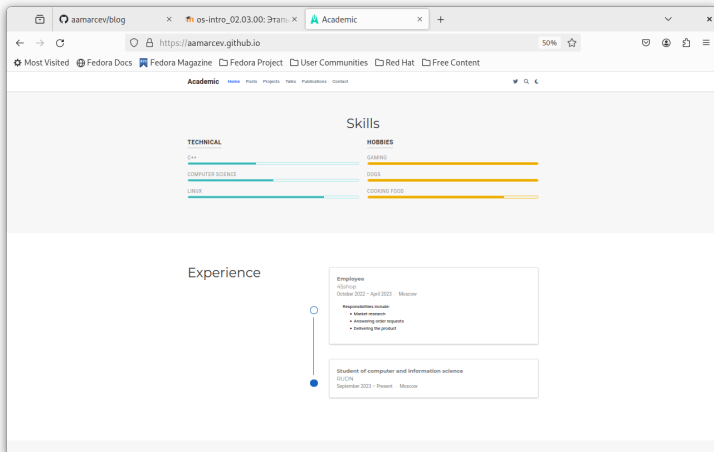 aamarcev/blog
os-intro_02.03.00: Этапы
Academic
https://aamarcev.github.io
50%
Most Visited Fedora Docs Fedora Magazine Fedora Project User Communities Red Hat Free Content
Academic Home Posts Projects Talks Publications Contact
Skills
TECHNICAL
C++
COMPUTER SCIENCE
LINUX
HOBBIES
GAMING
DOGS
COOKING FOOD
Experience
Employee
4Sshop
October 2022 – April 2023 Moscow
Responsibilities include:
Market research
Answering order requests
Delivering the product
Student of computer and information science
RUDN
September 2023 – Present Moscow